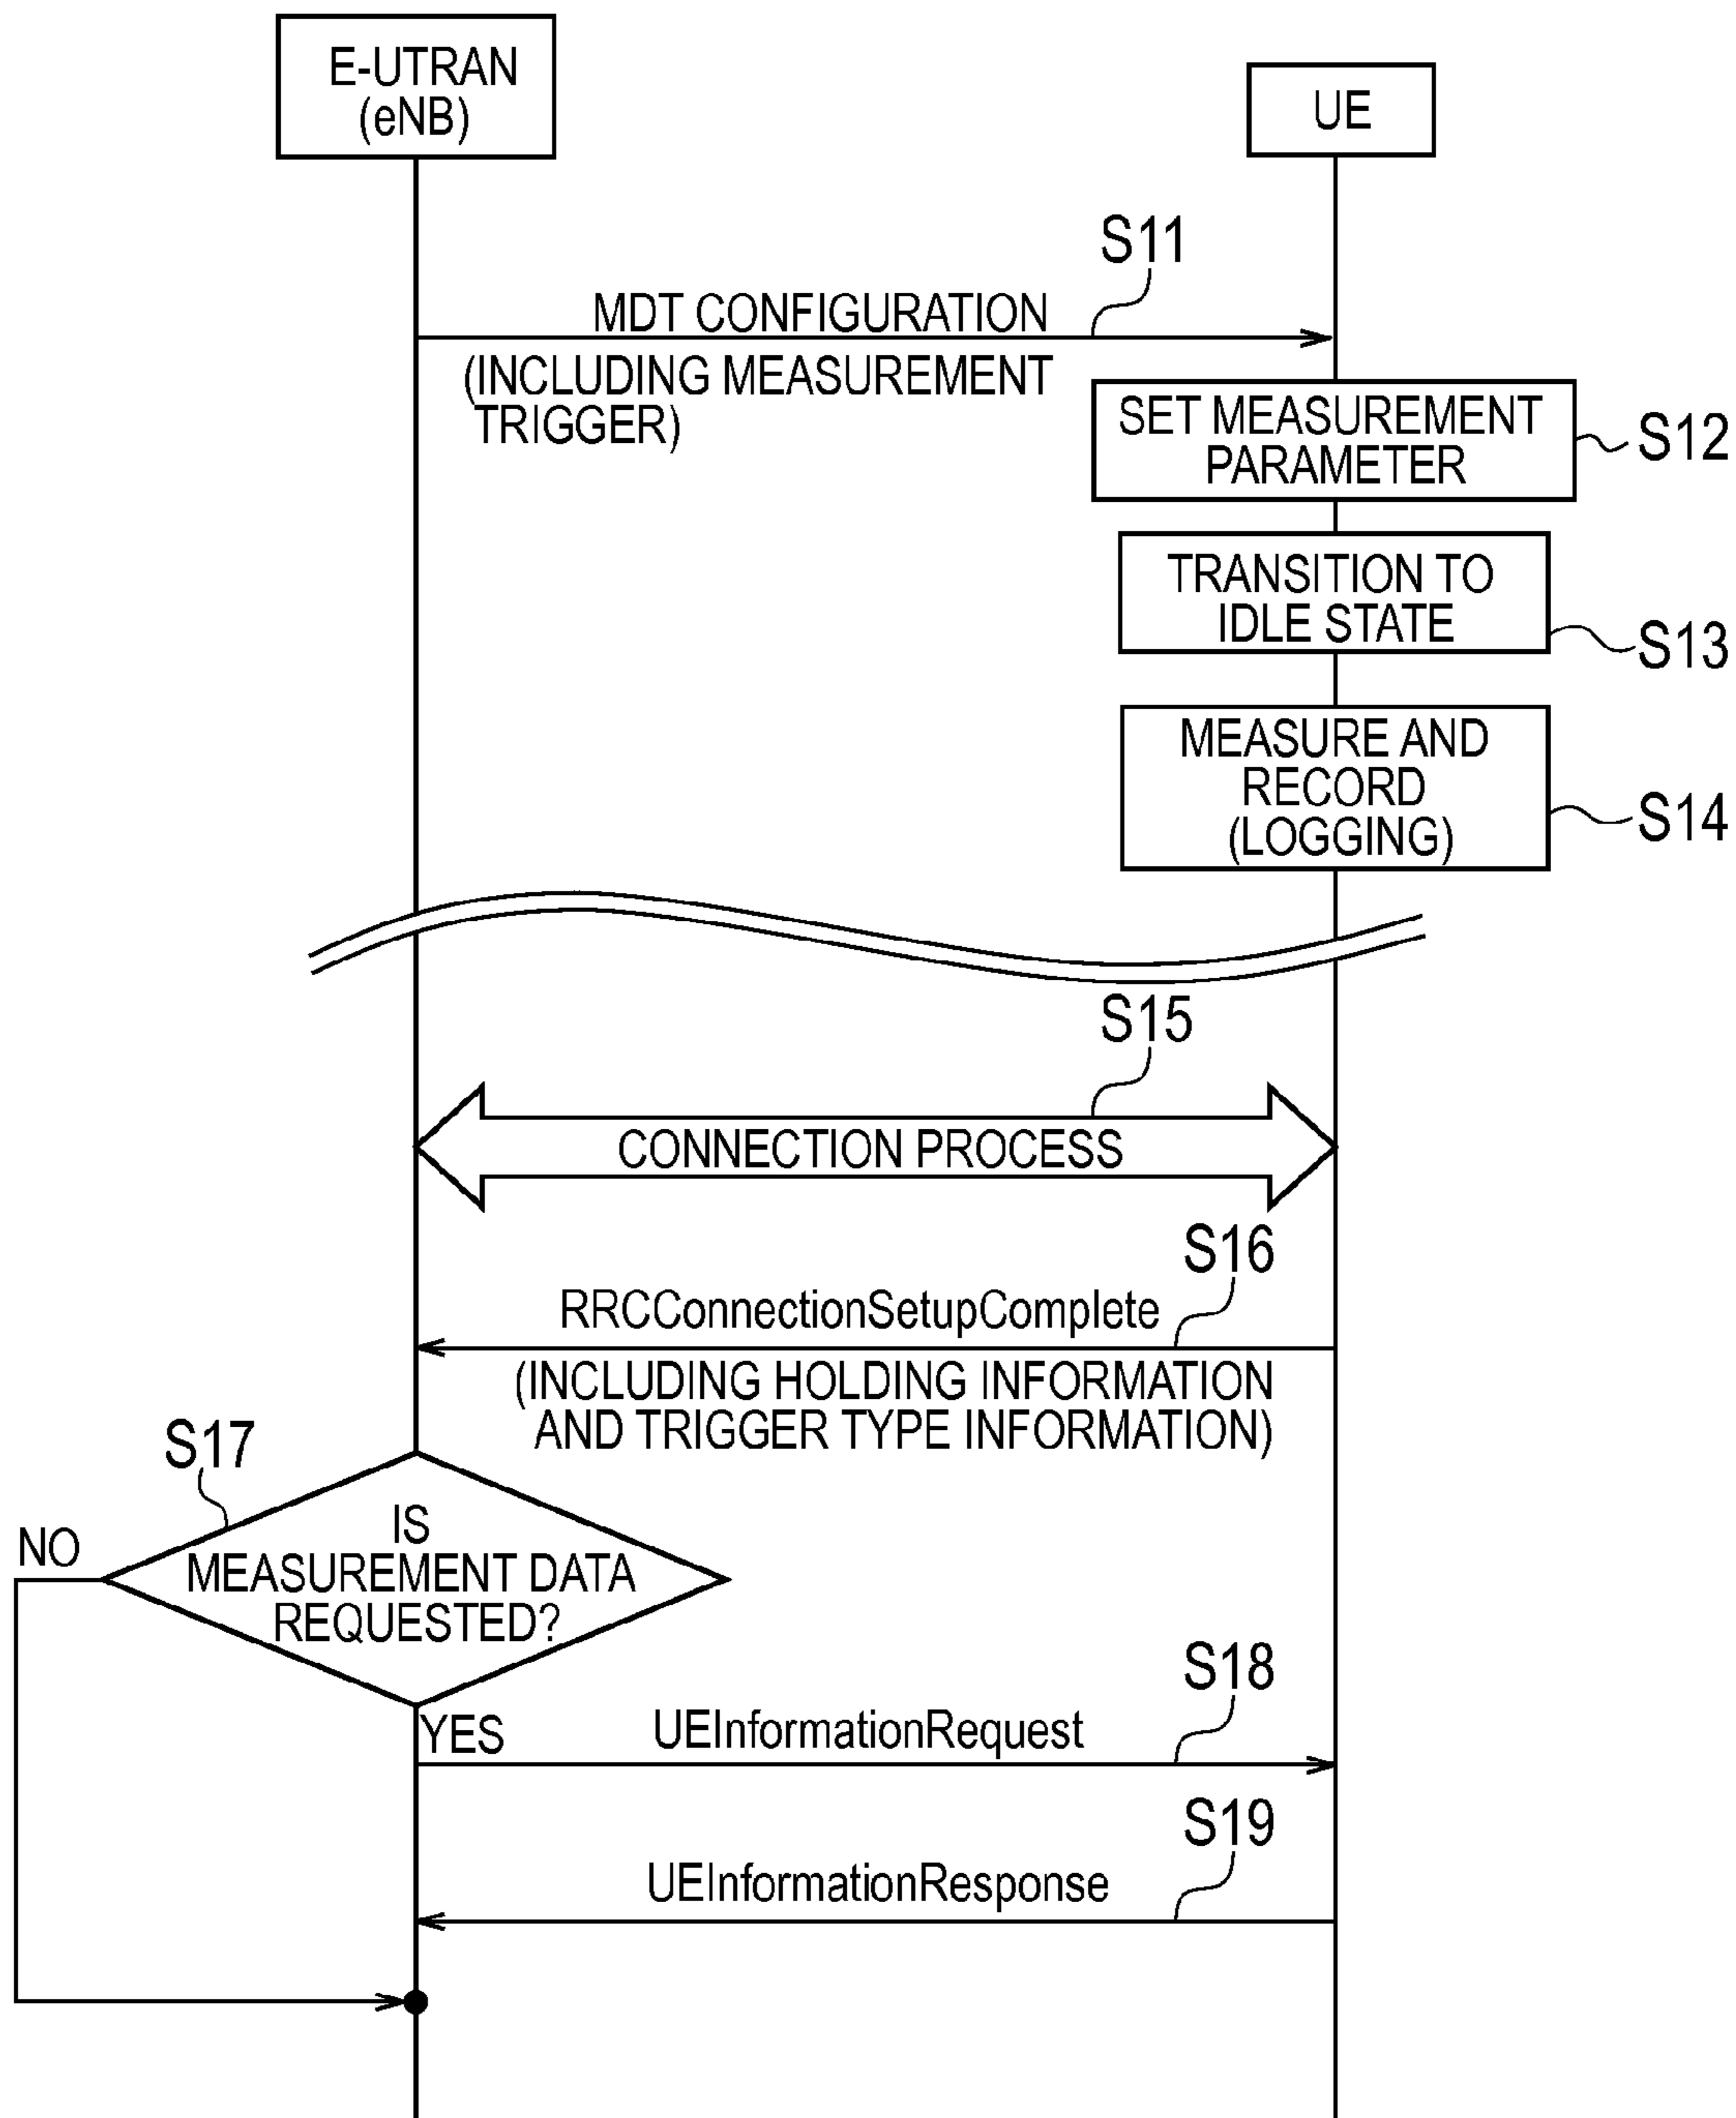 E-UTRAN
(eNB)
UE
S11
MDT CONFIGURATION
(INCLUDING MEASUREMENT
TRIGGER)
SET MEASUREMENT
PARAMETER
S12
TRANSITION TO
IDLE STATE
S13
MEASURE AND
RECORD
(LOGGING)
S14
S15
CONNECTION PROCESS
S16
RRCConnectionSetupComplete
(INCLUDING HOLDING INFORMATION
AND TRIGGER TYPE INFORMATION)
S17
NO
IS
MEASUREMENT DATA
REQUESTED?
S18
YES
UEInformationRequest
S19
UEInformationResponse